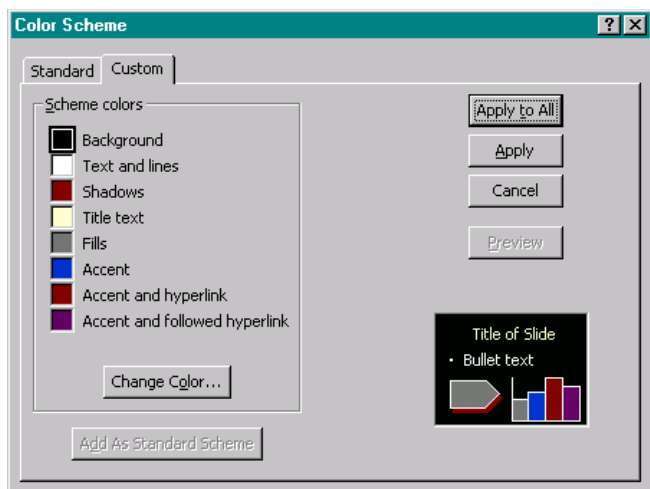 Color Scheme
Standard Custom
Scheme colors
Background
Text and lines
Shadows
Title text
Fills
Accent
Accent and hyperlink
Accent and followed hyperlink
Change Color...
Add As Standard Scheme
Apply to All
Apply
Cancel
Preview
Title of Slide
• Bullet text